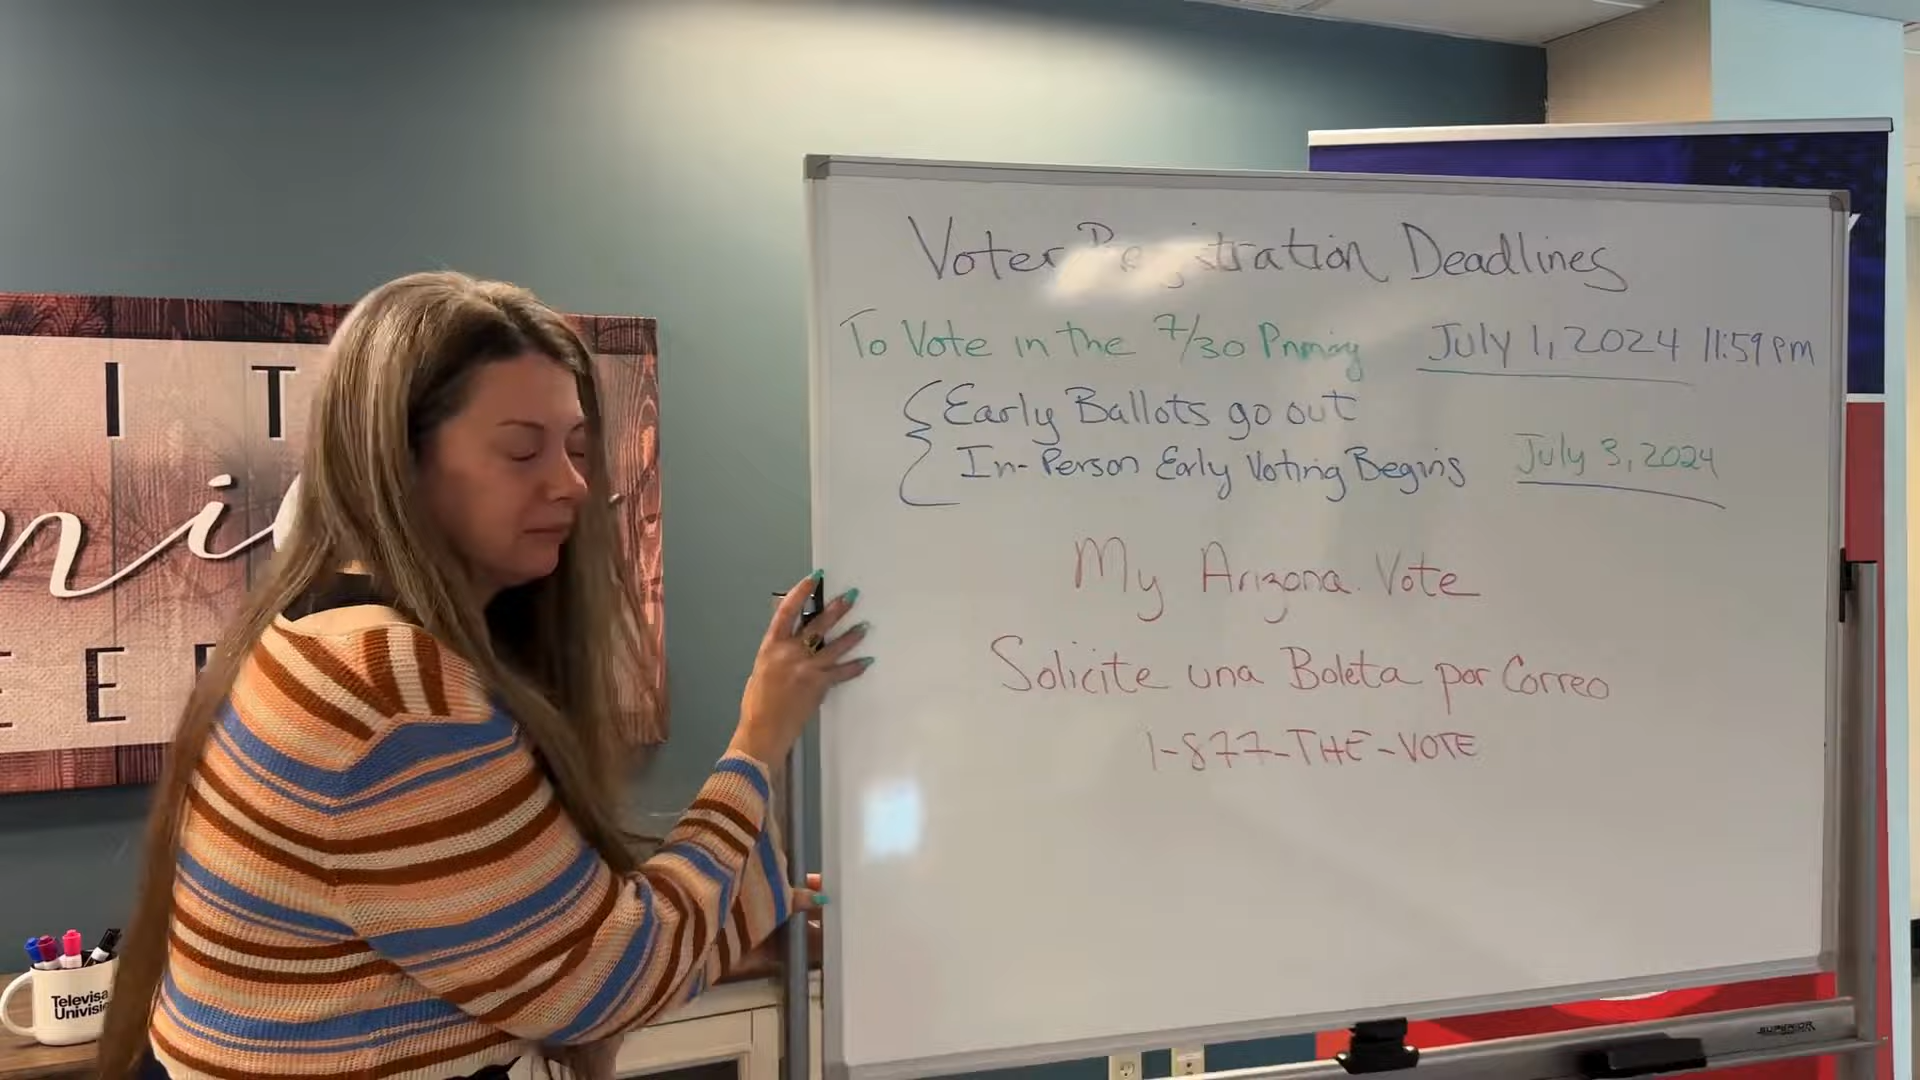 Voter Registration Deadlines
To Vote in the 7/30 Primary July 1, 2024 11:59 PM
Early Ballots go out
In-Person Early Voting Begins July 3, 2024
My Arizona.Vote
Solicite una Boleta por Correo
1-877-THE-VOTE
I T
Televisa
SUPERIOR